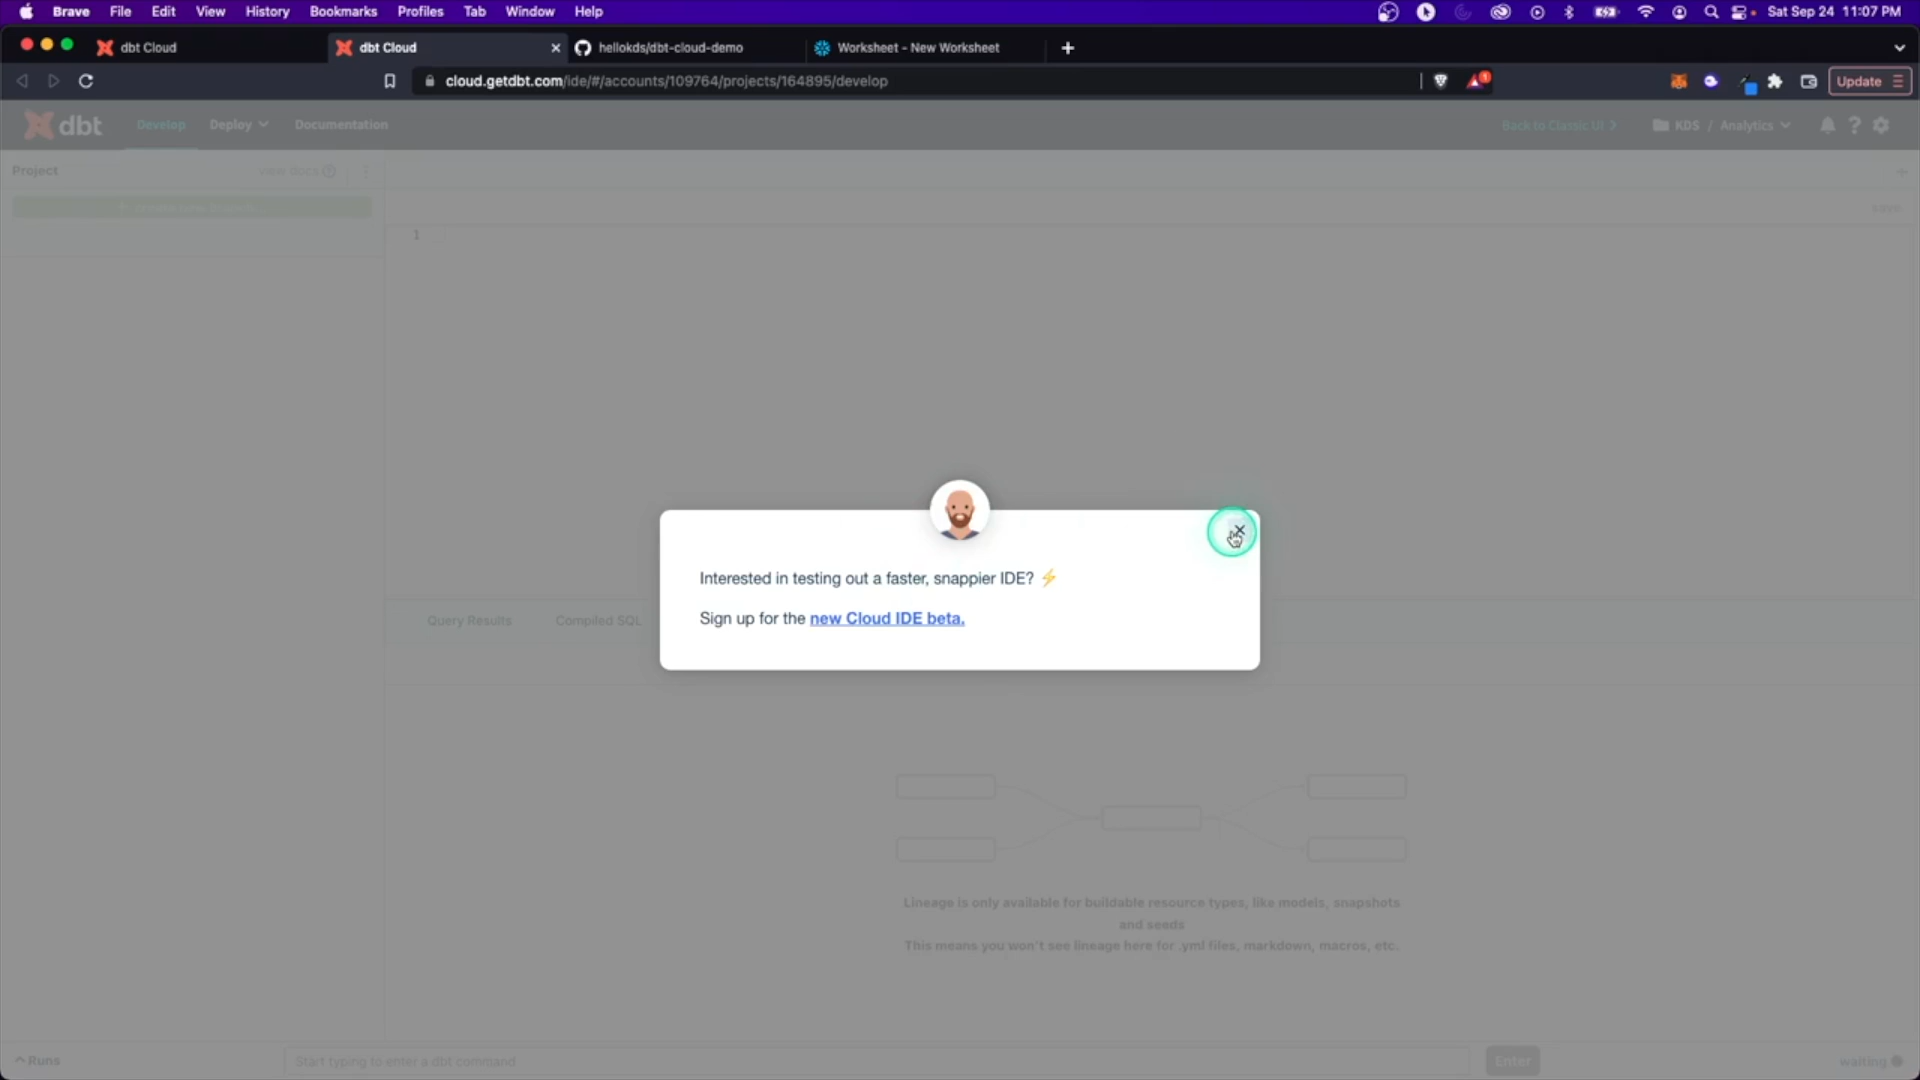 Brave File Edit View History Bookmarks Profiles Tab Window Help Sat Sep 24 11:07 PM
dbt Cloud dbt Cloud hellokds/dbt-cloud-demo Worksheet - New Worksheet
cloud.getdbt.com/ide/#/accounts/109764/projects/164895/develop 1 Update
dbt Develop Deploy Documentation Back to Classic UI KDS / Analytics
Project view docs
save
1
Interested in testing out a faster, snappier IDE? ⚡
Sign up for the new Cloud IDE beta.
Query Results Compiled SQL
Lineage is only available for buildable resource types, like models, snapshots
and seeds
This means you won't see lineage here for .yml files, markdown, macros, etc.
Runs Start typing to enter a dbt command Enter waiting